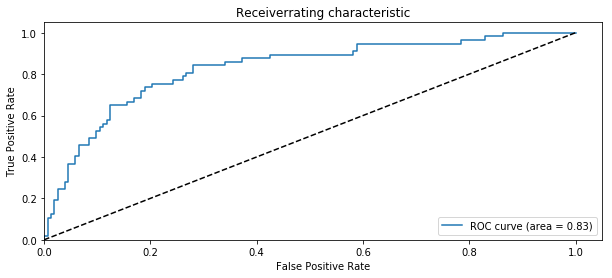 Receiverrating characteristic
True Positive Rate
1.0
0.8
0.6
0.4
0.2
0.0
0.0 0.2 0.4 0.6 0.8 1.0
False Positive Rate
ROC curve (area = 0.83)